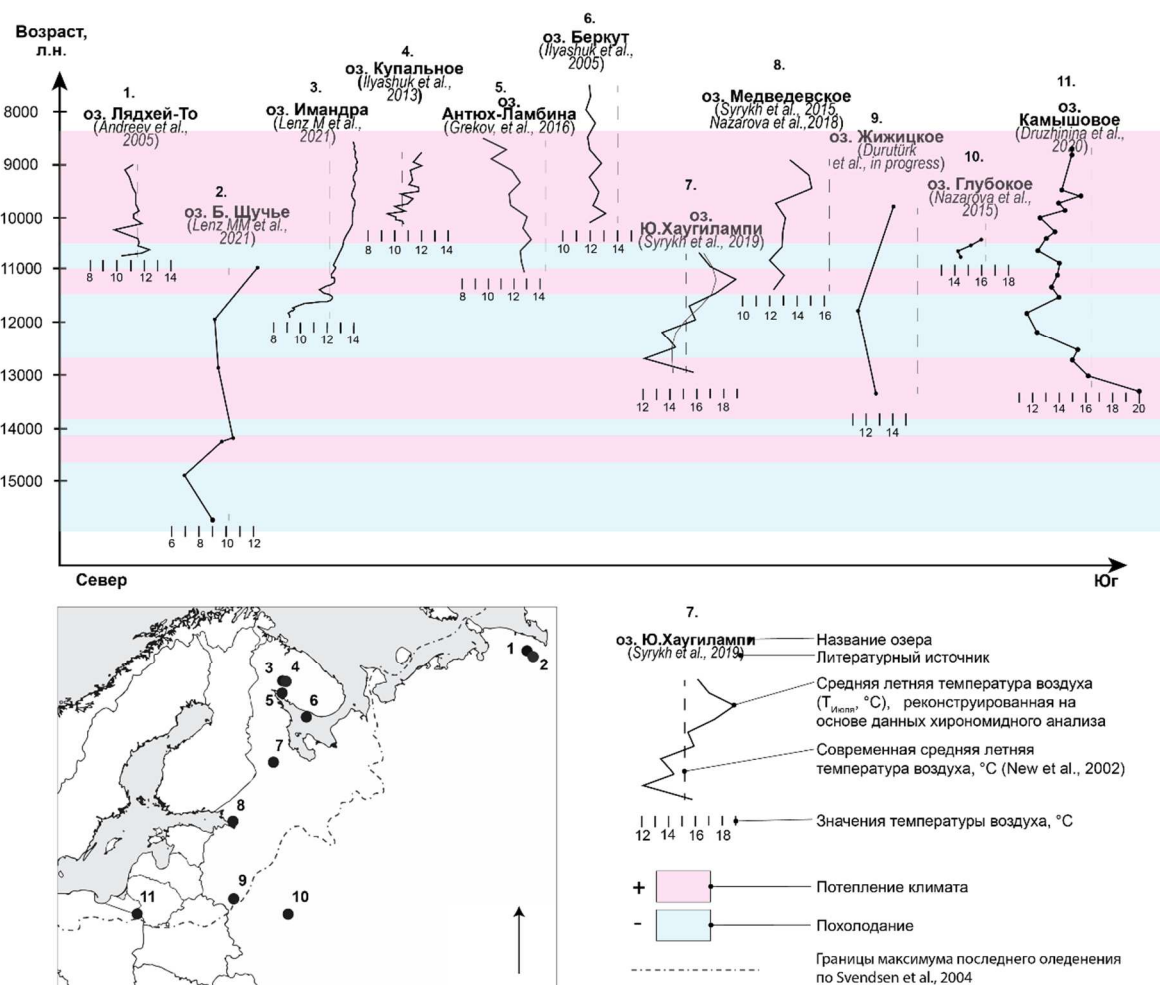 Возраст,
л.н.
8000
9000
10000
11000
12000
13000
14000
15000
1.
оз. Лядхей-То
(Andreev et al.,
2005)
8 10 12 14
2.
оз. Б. Щучье
(Lenz MM et al.,
2021)
6 8 10 12
3.
оз. Имандра
(Lenz M et al.,
2021)
8 10 12 14
4.
оз. Купальное
(Ilyashuk et al.,
2013)
8 10 12 14
5.
оз.
Антюх-Ламбина
(Grekov, et al., 2016)
8 10 12 14
6.
оз. Беркут
(Ilyashuk et al.,
2005)
10 12 14
7.
оз.
Ю.Хаугилампи
(Syrykh et al., 2019)
12 14 16 18
8.
оз. Медведевское
(Syrykh et al., 2015,
Nazarova et al.,2018)
10 12 14 16
9.
оз. Жижицкое
(Durutürk
et al., in progress)
12 14
10.
оз. Глубокое
(Nazarova et al.,
2015)
14 16 18
11.
оз.
Камышовое
(Druzhinina et al.,
2020)
12 14 16 18 20
Север
Юг
1
2
3 4
5
6
7
8
9
10
11
7.
оз. Ю.Хаугилампи
(Syrykh et al., 2019)
Название озера
Литературный источник
Средняя летняя температура воздуха
(TИюля, °C), реконструированная на
основе данных хирономидного анализа
Современная средняя летняя
температура воздуха, °C (New et al., 2002)
12 14 16 18
Значения температуры воздуха, °C
+
Потепление климата
-
Похолодание
Границы максимума последнего оледенения
по Svendsen et al., 2004